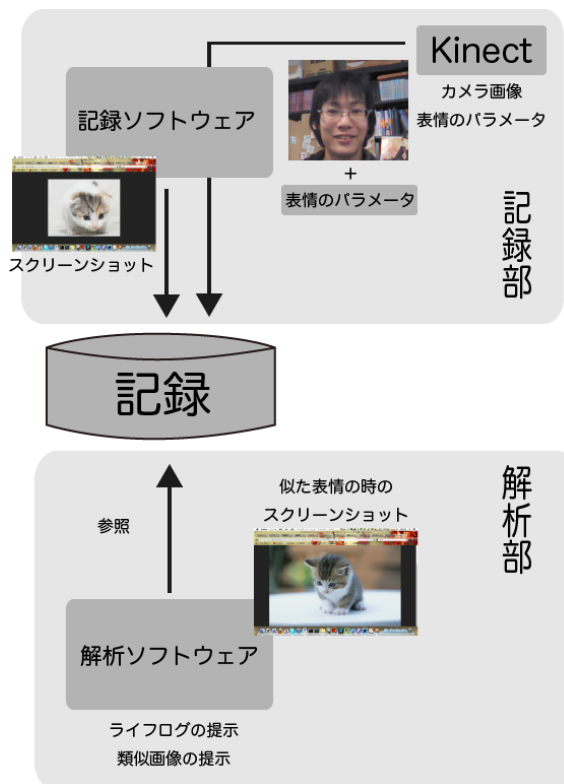 Kinect
カメラ画像
表情のパラメータ
記録ソフトウェア
+
表情のパラメータ
スクリーンショット
記録部
記録
解析部
似た表情の時の
スクリーンショット
参照
解析ソフトウェア
ライフログの提示
類似画像の提示